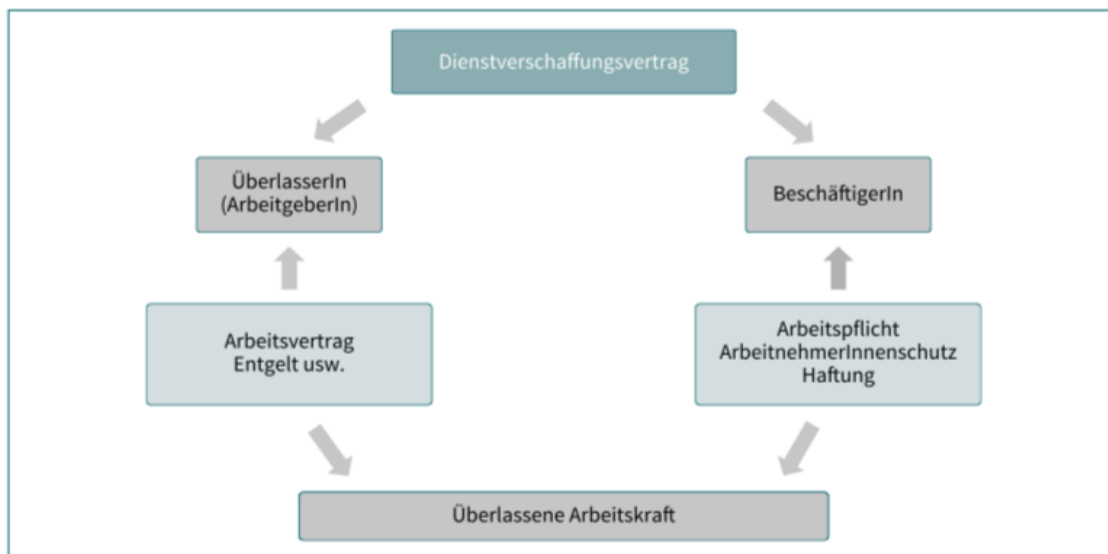 Dienstverschaffungsvertrag
ÜberlasserIn
(ArbeitgeberIn)
BeschäftigerIn
Arbeitsvertrag
Entgelt usw.
Arbeitspflicht
ArbeitnehmerInnenschutz
Haftung
Überlassene Arbeitskraft